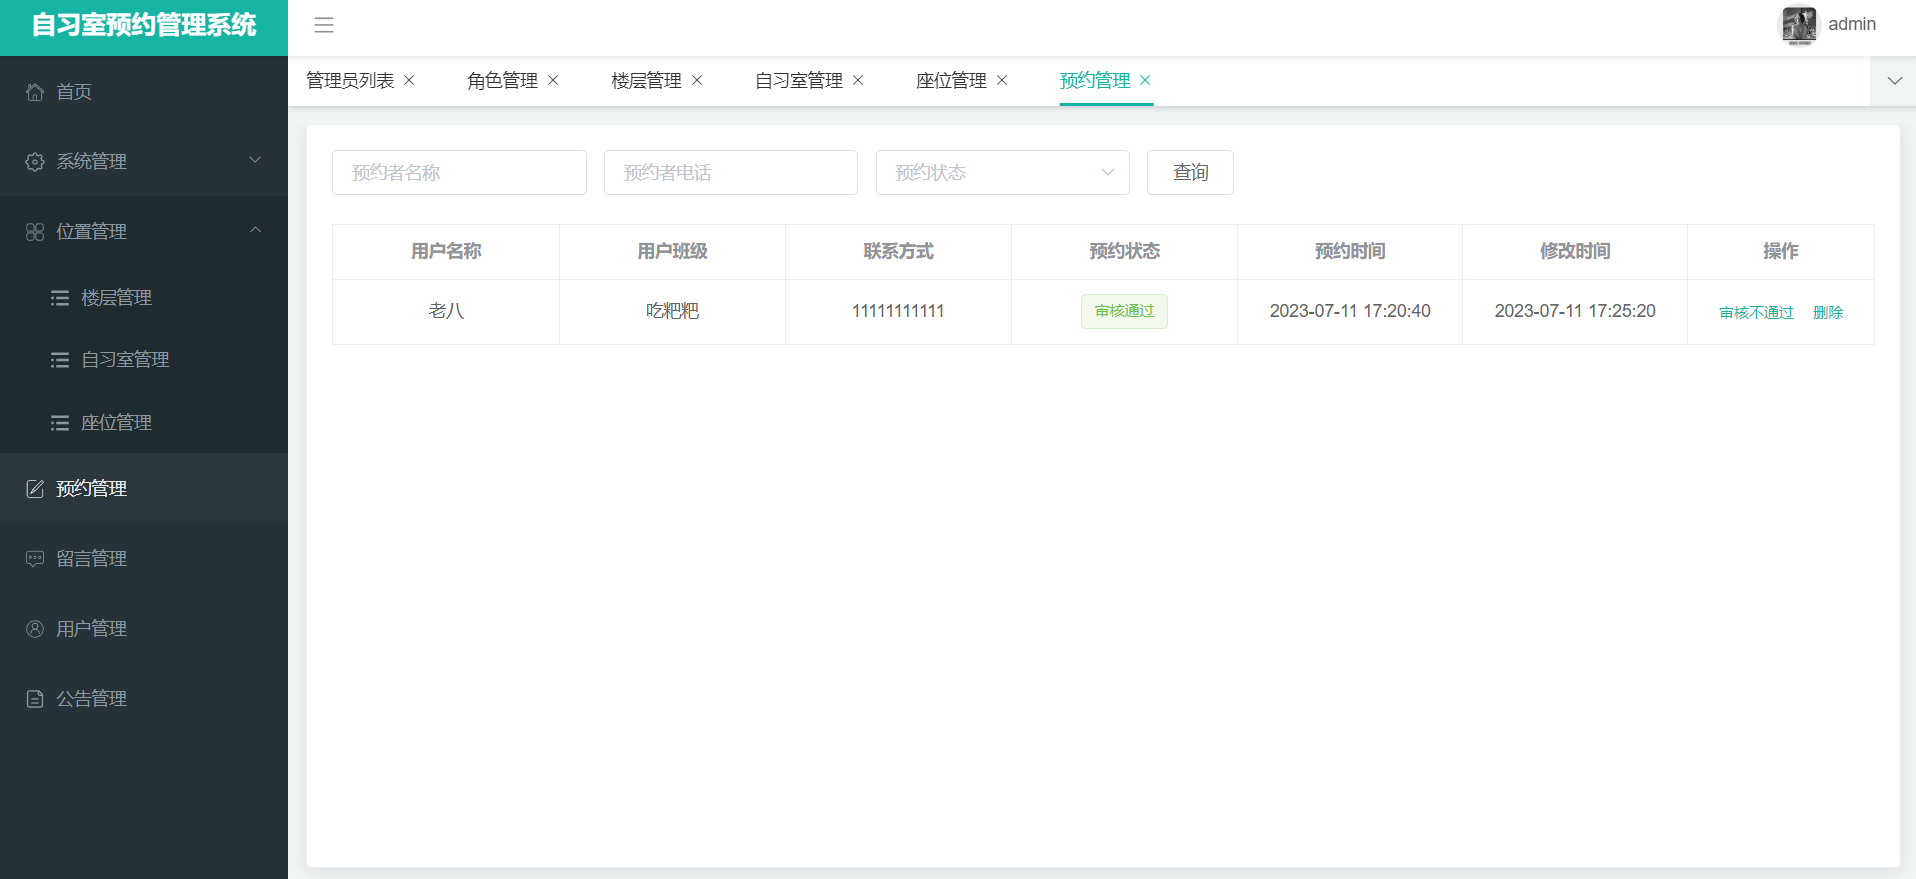 自习室预约管理系统
admin
管理员列表
角色管理
楼层管理
自习室管理
座位管理
预约管理
首页
系统管理
位置管理
楼层管理
自习室管理
座位管理
预约管理
留言管理
用户管理
公告管理
预约者名称 预约者电话 预约状态 查询
用户名称 用户班级 联系方式 预约状态 预约时间 修改时间 操作
老八 吃粑粑 11111111111 审核通过 2023-07-11 17:20:40 2023-07-11 17:25:20 审核不通过 删除